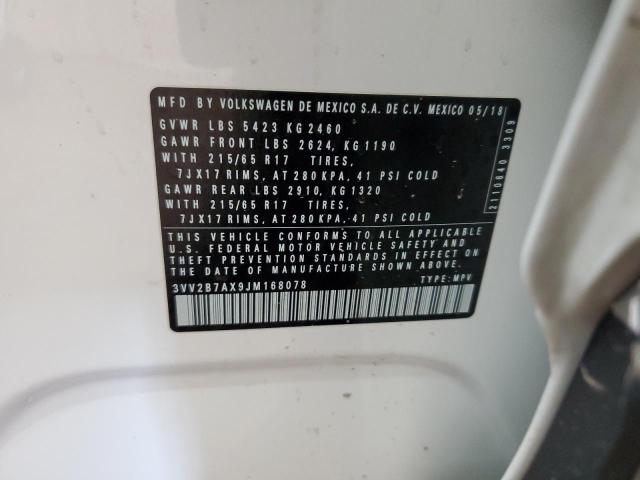 MFD BY VOLKSWAGEN DE MEXICO S.A. DE C.V. MEXICO 05/18
GVWR LBS 5423 KG 2460
GAWR FRONT LBS 2624, KG 1190
WITH 215/65 R17 TIRES,
7JX17 RIMS, AT 280 KPA, 41 PSI COLD
GAWR REAR LBS 2910, KG 1320
WITH 215/65 R17 TIRES,
7JX17 RIMS, AT 280 KPA, 41 PSI COLD
THIS VEHICLE CONFORMS TO ALL APPLICABLE
U.S. FEDERAL MOTOR VEHICLE SAFETY AND
THEFT PREVENTION STANDARDS IN EFFECT ON
DATE OF MANUFACTURE SHOWN ABOVE.
3VV2B7AX9JM168078 TYPE: MPV
2110640 3309